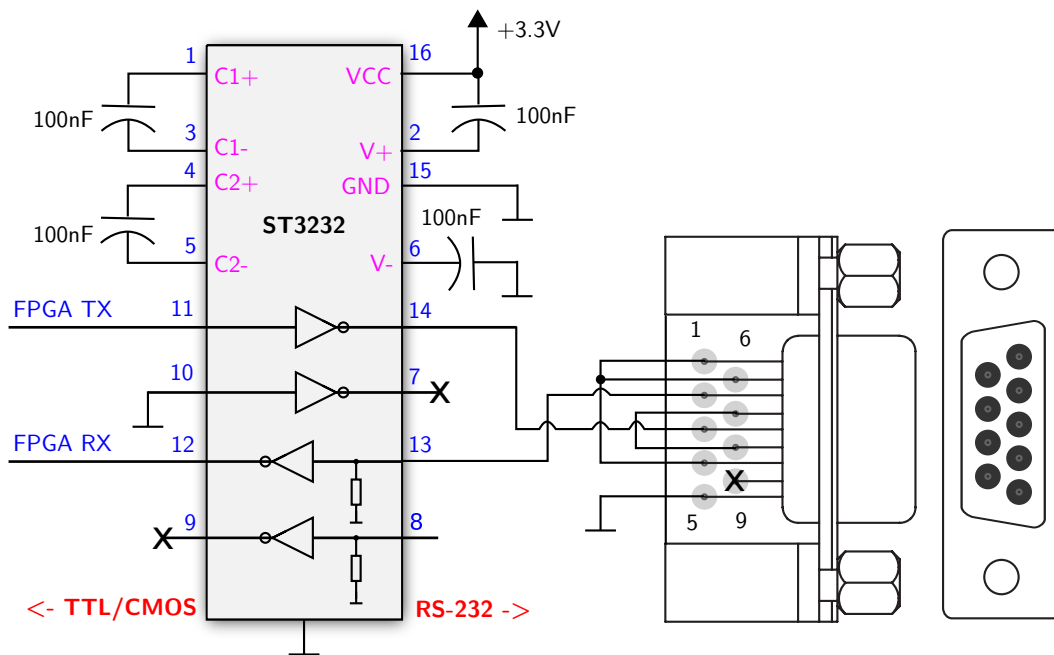 +3.3V
1
16
C1+
VCC
100nF
100nF
3
2
C1-
V+
4
15
C2+
GND
100nF
ST3232
100nF
5
6
C2-
V-
FPGA TX
11
14
1
6
10
7
X
FPGA RX
12
13
X
9
8
X
5
9
<- TTL/CMOS
RS-232 ->